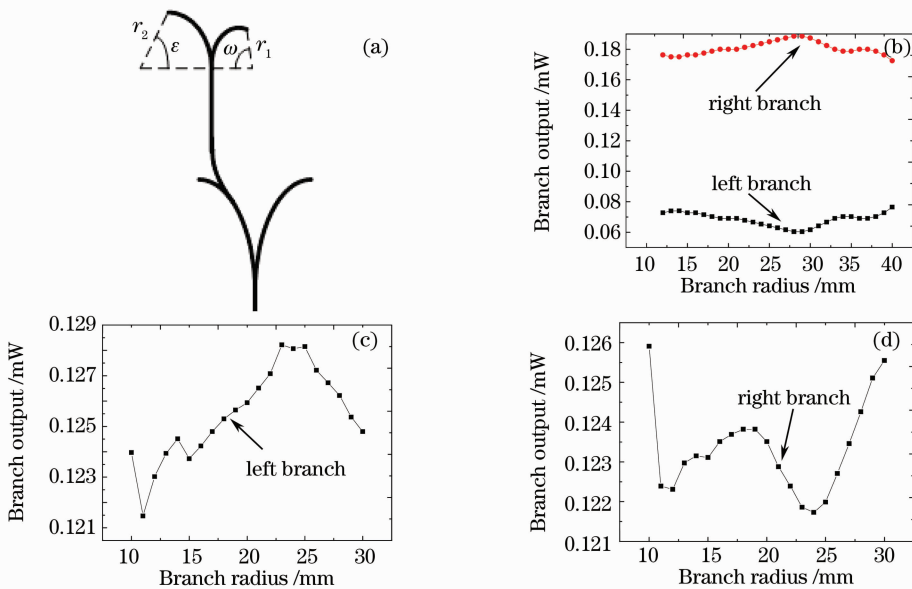 (a)
r₂
ε
ω
r₁
(b)
Branch output /mW
0.18
0.16
0.14
0.12
0.10
0.08
0.06
right branch
left branch
10 15 20 25 30 35 40
Branch radius /mm
(c)
Branch output /mW
0.129
0.127
0.125
0.123
0.121
left branch
10 15 20 25 30
Branch radius /mm
(d)
Branch output /mW
0.126
0.125
0.124
0.123
0.122
0.121
right branch
10 15 20 25 30
Branch radius /mm